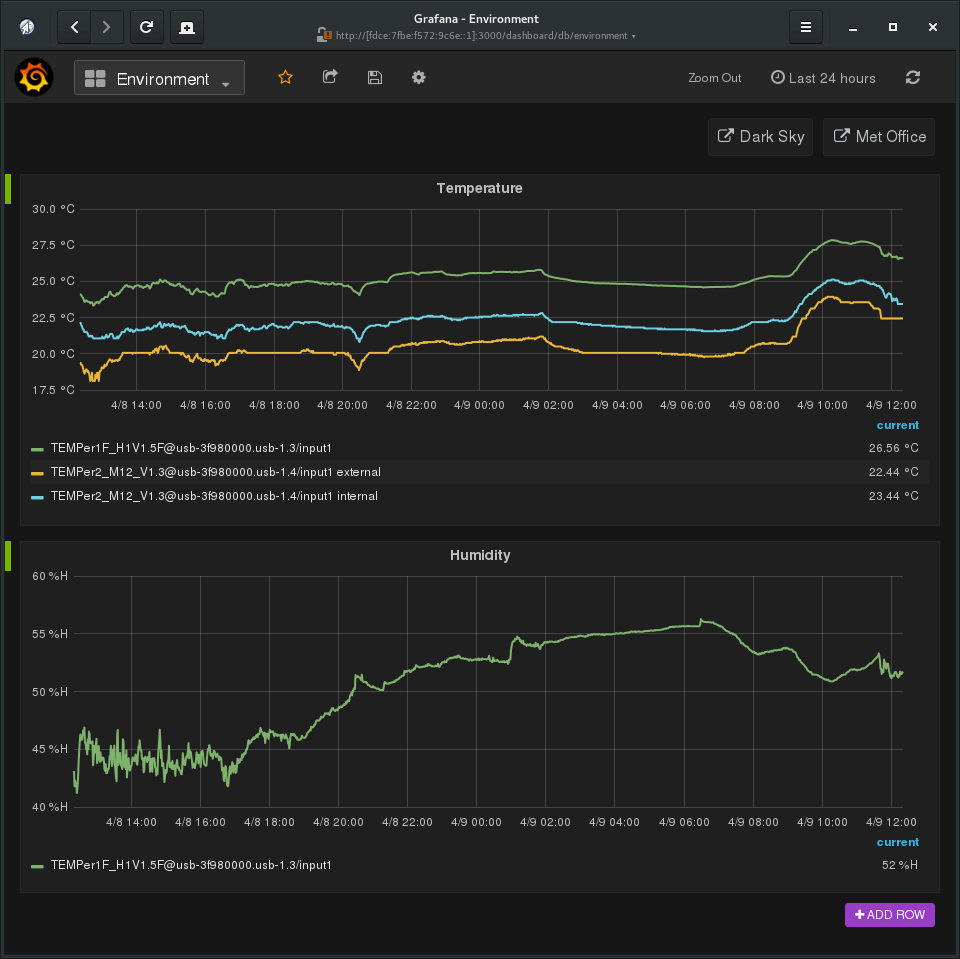 Grafana - Environment
http://[fdce:7fbe:f572:9c6e::1]:3000/dashboard/db/environment
Environment
Zoom Out
Last 24 hours
Dark Sky
Met Office
Temperature
30.0 °C
27.5 °C
25.0 °C
22.5 °C
20.0 °C
17.5 °C
4/8 14:00 4/8 16:00 4/8 18:00 4/8 20:00 4/8 22:00 4/9 00:00 4/9 02:00 4/9 04:00 4/9 06:00 4/9 08:00 4/9 10:00 4/9 12:00
current
TEMPer1F_H1V1.5F@usb-3f980000.usb-1.3/input1 26.56 °C
TEMPer2_M12_V1.3@usb-3f980000.usb-1.4/input1 external 22.44 °C
TEMPer2_M12_V1.3@usb-3f980000.usb-1.4/input1 internal 23.44 °C
Humidity
60 %H
55 %H
50 %H
45 %H
40 %H
4/8 14:00 4/8 16:00 4/8 18:00 4/8 20:00 4/8 22:00 4/9 00:00 4/9 02:00 4/9 04:00 4/9 06:00 4/9 08:00 4/9 10:00 4/9 12:00
current
TEMPer1F_H1V1.5F@usb-3f980000.usb-1.3/input1 52 %H
+ ADD ROW